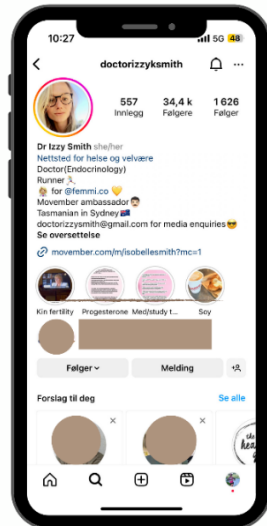 10:27
5G 48
doctorizzyksmith
557 34,4 k 1 626
Innlegg Følgere Følger
Dr Izzy Smith she/her
Nettsted for helse og velvære
Doctor(Endocrinology)
Runner
for @femmi.co
Movember ambassador
Tasmanian in Sydney
doctorizzysmith@gmail.com for media enquiries
Se oversettelse
movember.com/m/isobellesmith?mc=1
Kin fertility Progesterone Med/study t... Soy
Følger Melding
Forslag til deg Se alle